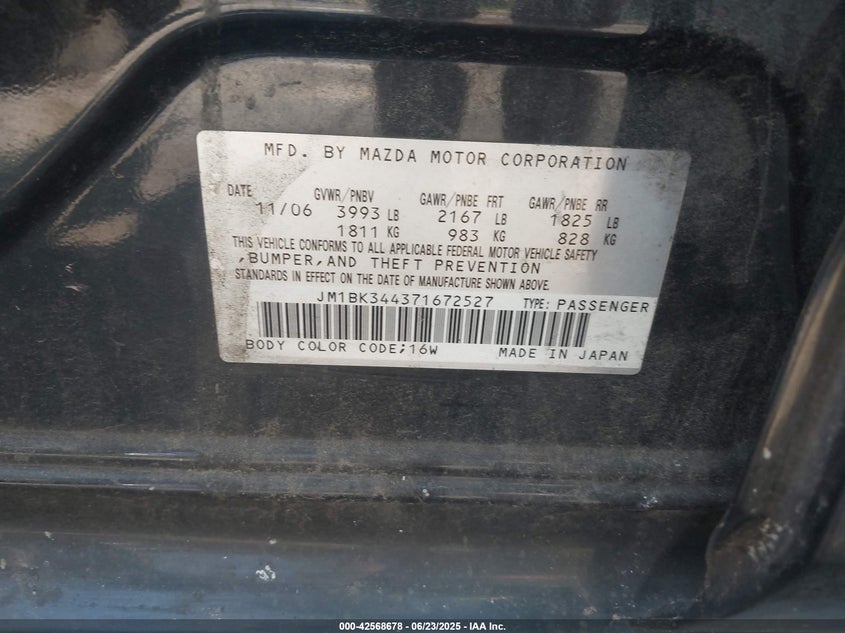 MFD. BY MAZDA MOTOR CORPORATION
DATE GVWR/PNBV GAWR/PNBE FRT GAWR/PNBE RR
11/06 3993 LB 2167 LB 1825 LB
1811 KG 983 KG 828 KG
THIS VEHICLE CONFORMS TO ALL APPLICABLE FEDERAL MOTOR VEHICLE SAFETY
,BUMPER,AND THEFT PREVENTION
STANDARDS IN EFFECT ON THE DATE OF MANUFACTURE SHOWN ABOVE.
JM1BK344371672527 TYPE: PASSENGER
BODY COLOR CODE;16W MADE IN JAPAN
000-42568678 - 06/23/2025 - IAA Inc.